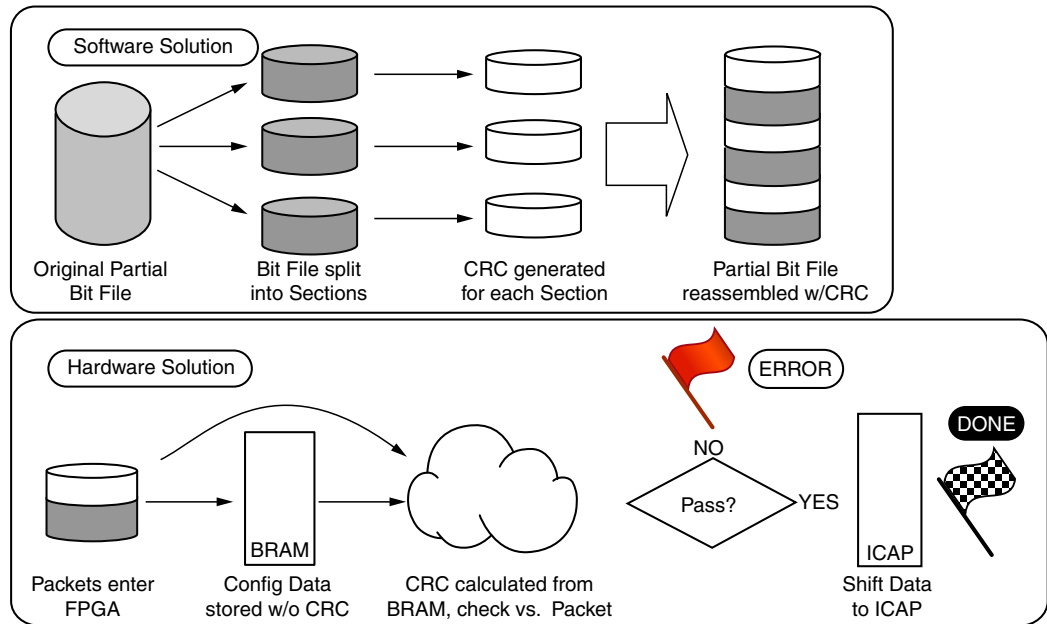 Software Solution
Original Partial
Bit File
Bit File split
into Sections
CRC generated
for each Section
Partial Bit File
reassembled w/CRC
Hardware Solution
ERROR
DONE
NO
Pass?
YES
BRAM
ICAP
Packets enter
FPGA
Config Data
stored w/o CRC
CRC calculated from
BRAM, check vs. Packet
Shift Data
to ICAP